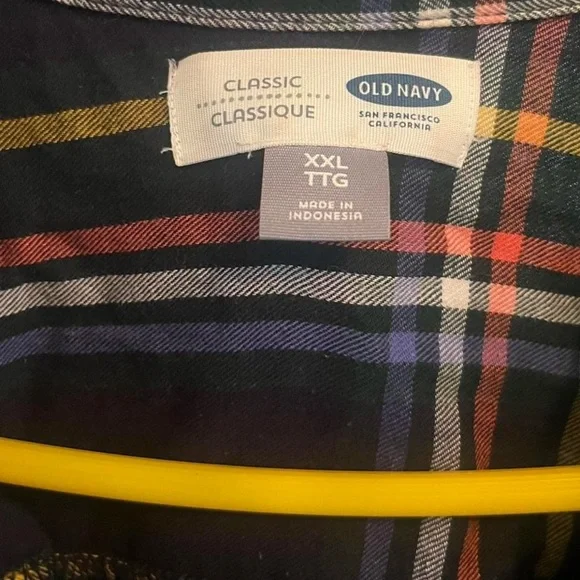 CLASSIC
CLASSIQUE
OLD NAVY
SAN FRANCISCO
CALIFORNIA
XXL
TTG
MADE IN
INDONESIA